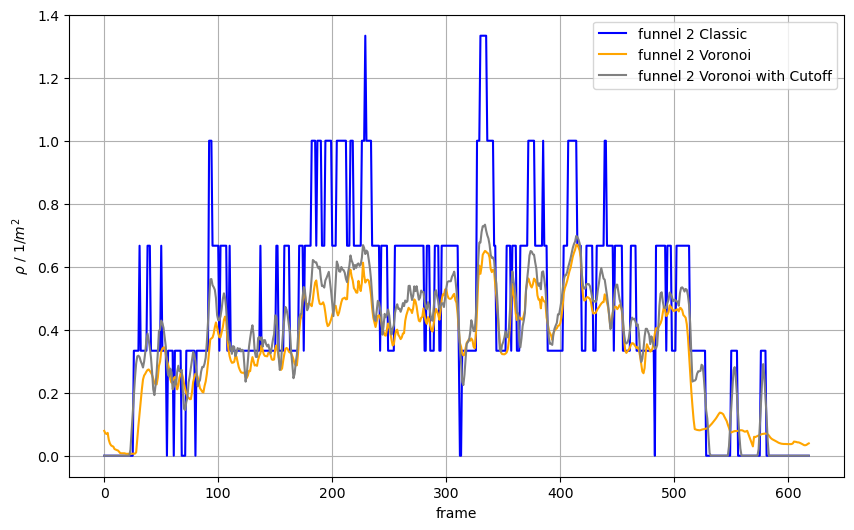 funnel 2 Classic
funnel 2 Voronoi
funnel 2 Voronoi with Cutoff
ρ / 1/m²
1.4
1.2
1.0
0.8
0.6
0.4
0.2
0.0
0 100 200 300 400 500 600
frame